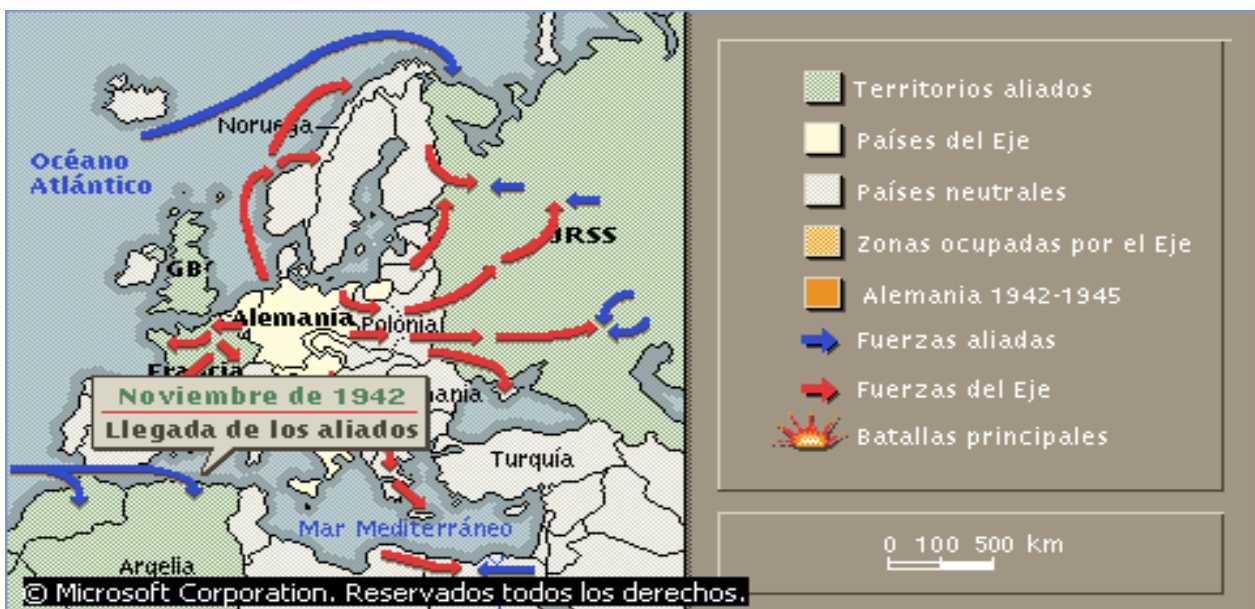 Noruega
Océano
Atlántico
GB
URSS
Alemania
Polonia
Francia
Noviembre de 1942
Llegada de los aliados
Turquía
Mar Mediterráneo
Argelia
© Microsoft Corporation. Reservados todos los derechos.
Territorios aliados
Países del Eje
Países neutrales
Zonas ocupadas por el Eje
Alemania 1942-1945
Fuerzas aliadas
Fuerzas del Eje
Batallas principales
0 100 500 km